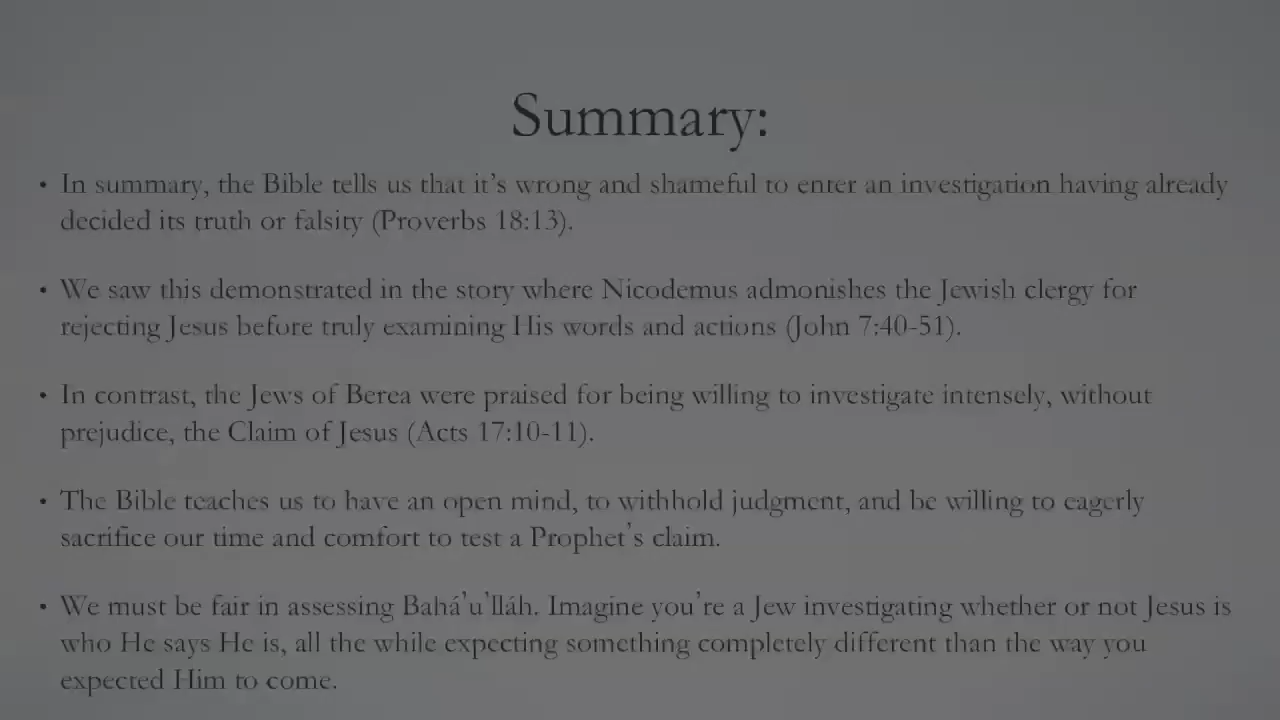 Summary:
• In summary, the Bible tells us that it's wrong and shameful to enter an investigation having already
decided its truth or falsity (Proverbs 18:13).
• We saw this demonstrated in the story where Nicodemus admonishes the Jewish clergy for
rejecting Jesus before truly examining His words and actions (John 7:40-51).
• In contrast, the Jews of Berea were praised for being willing to investigate intensely, without
prejudice, the Claim of Jesus (Acts 17:10-11).
• The Bible teaches us to have an open mind, to withhold judgment, and be willing to eagerly
sacrifice our time and comfort to test a Prophet's claim.
• We must be fair in assessing Bahá'u'lláh. Imagine you're a Jew investigating whether or not Jesus is
who He says He is, all the while expecting something completely different than the way you
expected Him to come.